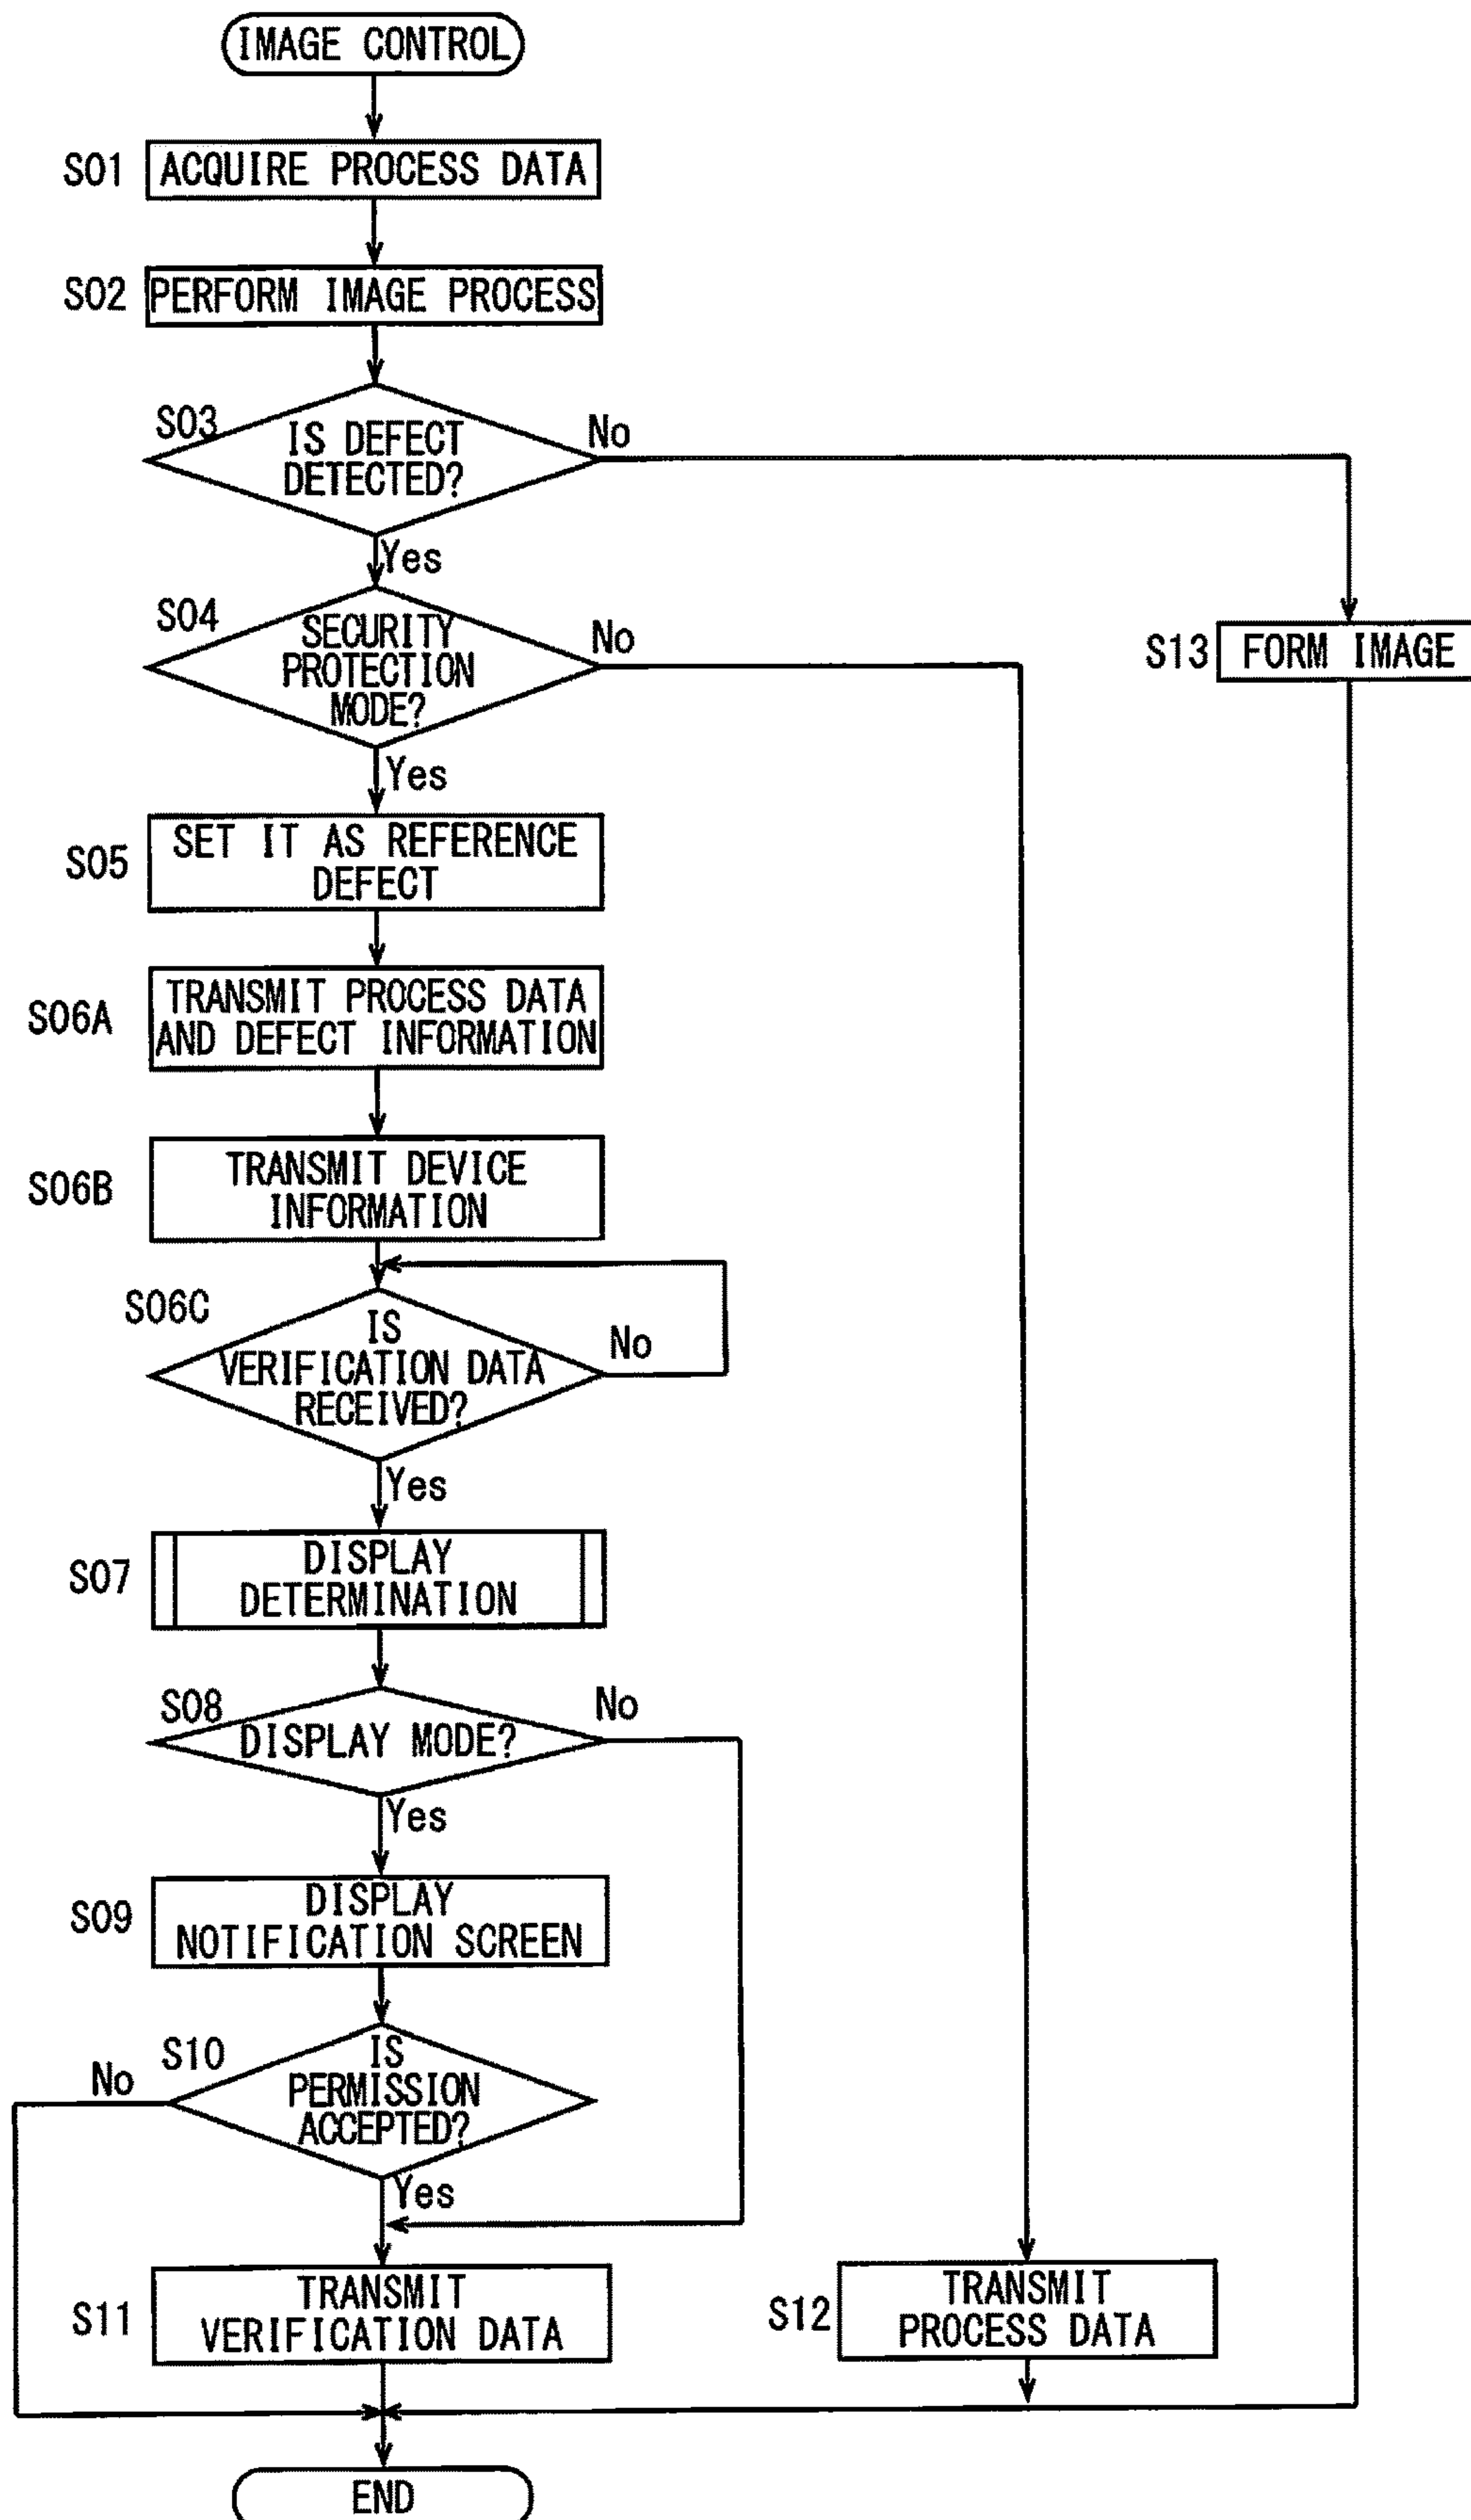 IMAGE CONTROL
S01
ACQUIRE PROCESS DATA
S02
PERFORM IMAGE PROCESS
S03
IS DEFECT
DETECTED?
No
Yes
S04
SECURITY
PROTECTION
MODE?
No
S13
FORM IMAGE
Yes
S05
SET IT AS REFERENCE
DEFECT
S06A
TRANSMIT PROCESS DATA
AND DEFECT INFORMATION
S06B
TRANSMIT DEVICE
INFORMATION
S06C
IS
VERIFICATION DATA
RECEIVED?
No
Yes
S07
DISPLAY
DETERMINATION
S08
DISPLAY MODE?
No
Yes
S09
DISPLAY
NOTIFICATION SCREEN
S10
IS
PERMISSION
ACCEPTED?
No
Yes
S11
TRANSMIT
VERIFICATION DATA
S12
TRANSMIT
PROCESS DATA
END